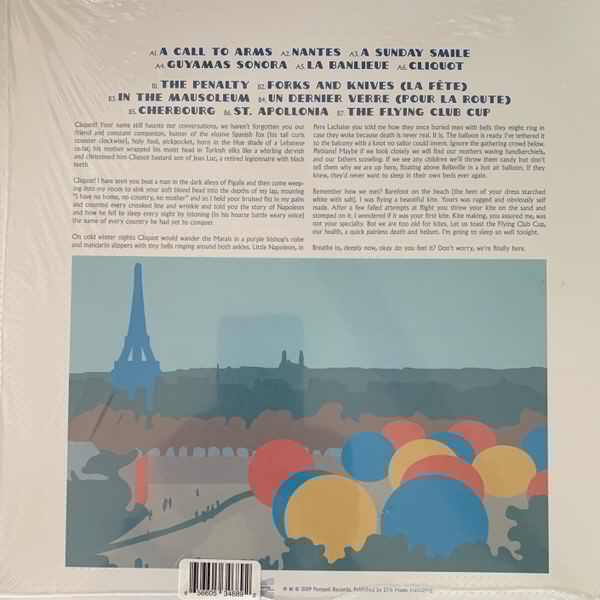 A1. A CALL TO ARMS A2. NANTES A3. A SUNDAY SMILE
A4. GUYAMAS SONORA A5. LA BANLIEUE A6. CLIQUOT
B1. THE PENALTY B2. FORKS AND KNIVES (LA FÊTE)
B3. IN THE MAUSOLEUM B4. UN DERNIER VERRE (POUR LA ROUTE)
B5. CHERBOURG B6. ST. APOLLONIA B7. THE FLYING CLUB CUP
Cliquot! Your name still haunts our conversations, we haven't forgotten you our
friend and constant companion, hunter of the elusive Spanish fox (his tail curls
counter clockwise), holy fool, pickpocket, born in the blue shade of a Lebanese
cedar, his mother wrapped his moist head in Turkish silks like a whirling dervish
and christened him Cliquot bastard son of Jean Luc, a retired legionnaire with black
teeth.
Cliquot! I have seen you beat a man in the dark alleys of Pigalle and then come weep-
ing into my room to sink your soft blond head into the depths of my lap, moaning
"I have no home, no country, no mother" and so I held your bruised fist in my palm
and counted every crooked line and wrinkle and told you the story of Napoleon
and how he fell to sleep every night by intoning (in his hoarse battle weary voice)
the name of every country he had yet to conquer.
On cold winter nights Cliquot would wander the Marais in a purple bishop's robe
and mandarin slippers with tiny bells ringing around both ankles. Little Napoleon, in
Pere Lachaise you told me how they once buried men with bells they might ring in
case they woke because death is never real. It is. The balloon is ready. I've tethered it
to the balcony with a knot no sailor could invent. Ignore the gathering crowd below.
Plebians! Maybe if we look closely we will find our mothers waving handkerchiefs,
and our fathers scowling. If we see any children we'll throw them candy but don't
tell them why we are up here, floating above Belleville in a hot air balloon. If they
knew, they'd never want to sleep in their own beds ever again.
Remember how we met? Barefoot on the beach (the hem of your dress starched
white with salt). I was flying a beautiful kite. Yours was ragged and obviously self
made. After a few failed attempts at flight you threw your kite on the sand and
stomped on it. I wondered if it was your first kite. Kite making, you assured me, was
not your specialty. But we are too old for kites. Let us toast the Flying Club Cup,
our health, a quick painless death and helium. I'm going to sleep so well tonight.
Breathe in, deeply now, okay do you feel it? Don't worry, we're finally here.
℗ & © 2019 Pompeii Records. Published by EMI Music Publishing
6 56605 34689 2